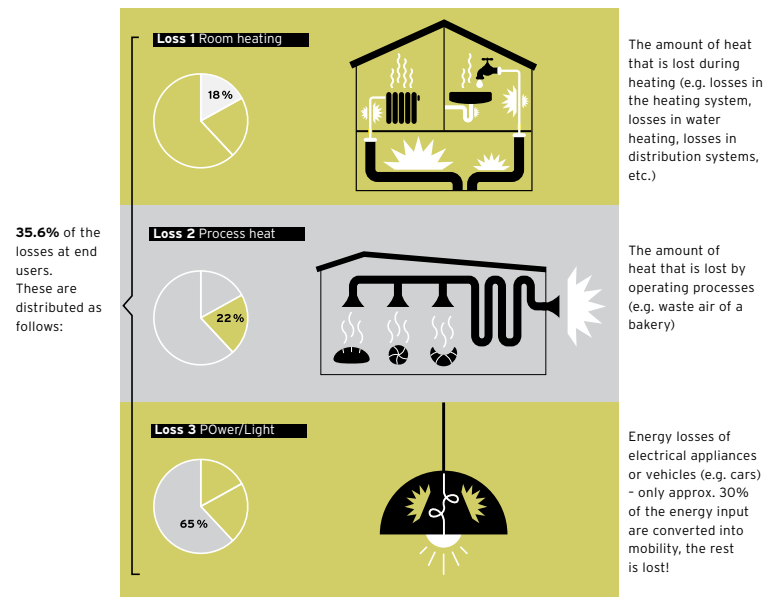 35.6% of the
losses at end
users.
These are
distributed as
follows:
Loss 1 Room heating
18%
The amount of heat
that is lost during
heating (e.g. losses in
the heating system,
losses in water
heating, losses in
distribution systems,
etc.)
Loss 2 Process heat
22%
The amount of
heat that is lost by
operating processes
(e.g. waste air of a
bakery)
Loss 3 POwer/Light
65%
Energy losses of
electrical appliances
or vehicles (e.g. cars)
– only approx. 30%
of the energy input
are converted into
mobility, the rest
is lost!